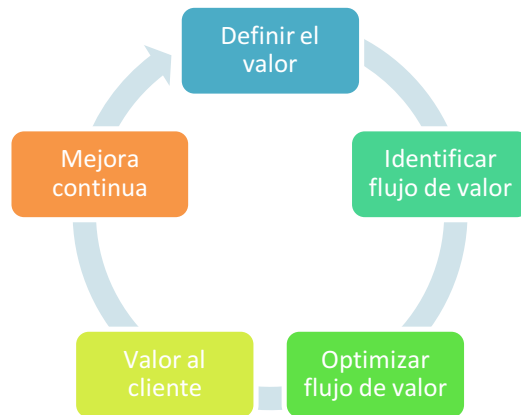 Definir el
valor
Identificar
flujo de valor
Optimizar
flujo de valor
Valor al
cliente
Mejora
continua